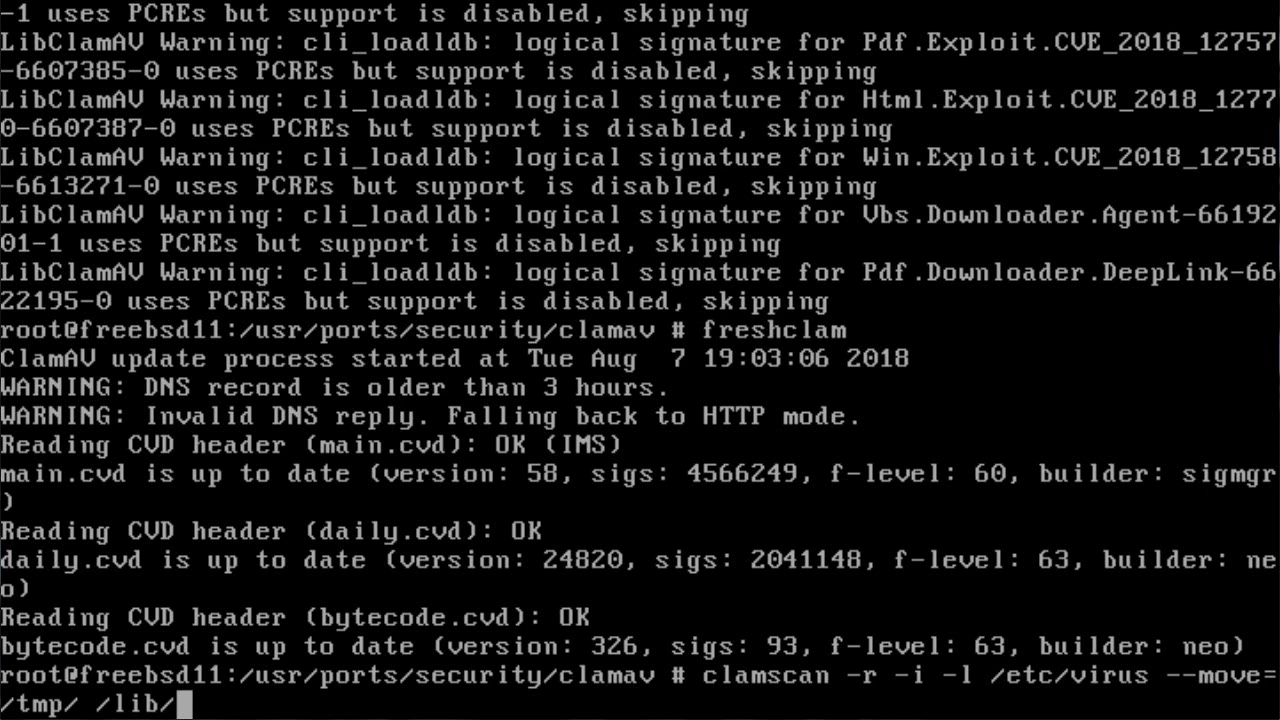 -1 uses PCREs but support is disabled, skipping
LibClamAV Warning: cli_loadldb: logical signature for Pdf.Exploit.CVE_2018_12757
-6607385-0 uses PCREs but support is disabled, skipping
LibClamAV Warning: cli_loadldb: logical signature for Html.Exploit.CVE_2018_1277
0-6607387-0 uses PCREs but support is disabled, skipping
LibClamAV Warning: cli_loadldb: logical signature for Win.Exploit.CVE_2018_12758
-6613271-0 uses PCREs but support is disabled, skipping
LibClamAV Warning: cli_loadldb: logical signature for Vbs.Downloader.Agent-66192
01-1 uses PCREs but support is disabled, skipping
LibClamAV Warning: cli_loadldb: logical signature for Pdf.Downloader.DeepLink-66
22195-0 uses PCREs but support is disabled, skipping
root@freebsd11:/usr/ports/security/clamav # freshclam
ClamAV update process started at Tue Aug  7 19:03:06 2018
WARNING: DNS record is older than 3 hours.
WARNING: Invalid DNS reply. Falling back to HTTP mode.
Reading CVD header (main.cvd): OK (IMS)
main.cvd is up to date (version: 58, sigs: 4566249, f-level: 60, builder: sigmgr
)
Reading CVD header (daily.cvd): OK
daily.cvd is up to date (version: 24820, sigs: 2041148, f-level: 63, builder: ne
o)
Reading CVD header (bytecode.cvd): OK
bytecode.cvd is up to date (version: 326, sigs: 93, f-level: 63, builder: neo)
root@freebsd11:/usr/ports/security/clamav # clamscan -r -i -l /etc/virus --move=
/tmp/ /lib/